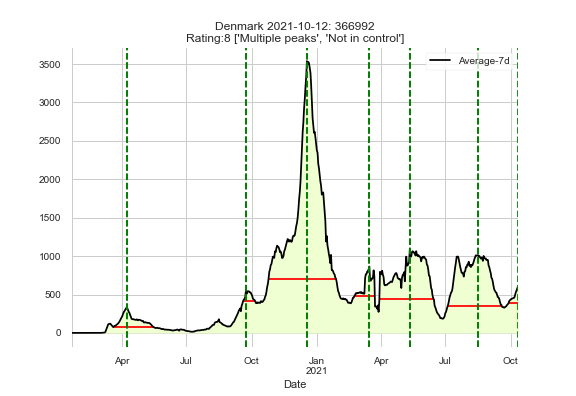 Denmark 2021-10-12: 366992
Rating:8 ['Multiple peaks', 'Not in control']
Average-7d
3500
3000
2500
2000
1500
1000
500
0
Apr Jul Oct Jan Apr Jul Oct
2021
Date